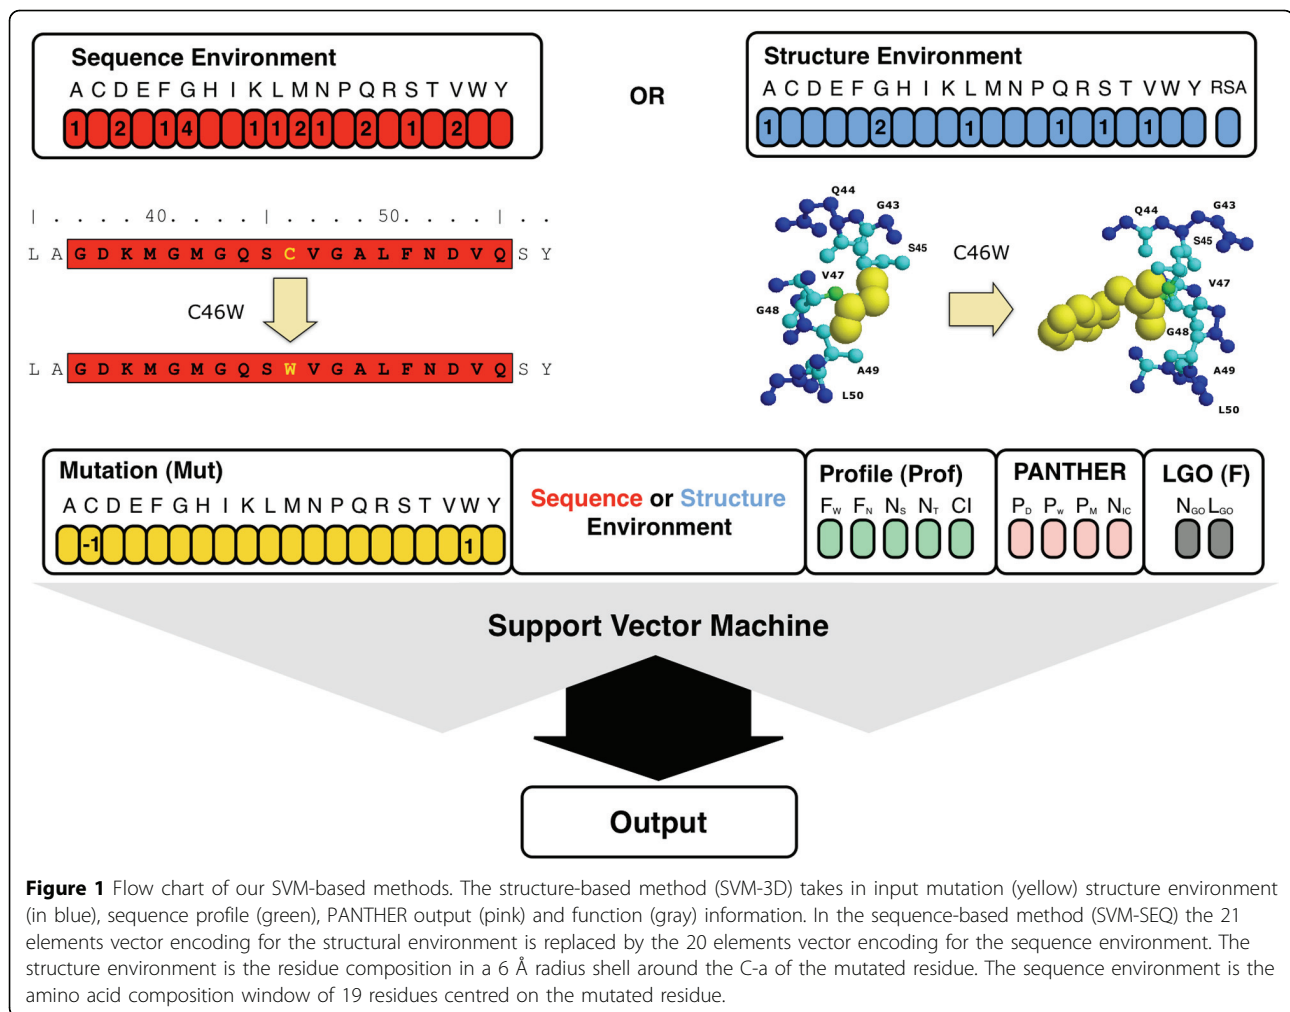 Sequence Environment
A C D E F G H I K L M N P Q R S T V W Y
1 2 1 4 1 1 2 1 2 1 2
OR
Structure Environment
A C D E F G H I K L M N P Q R S T V W Y RSA
1 2 1 1 1 1
| . . . . 40 . . . . | . . . . 50 . . . . | . .
L A G D K M G M G Q S C V G A L F N D V Q S Y
C46W
L A G D K M G M G Q S W V G A L F N D V Q S Y
Q44
G43
S45
V47
G48
A49
L50
C46W
Q44
G43
S45
V47
G48
A49
L50
Mutation (Mut)
A C D E F G H I K L M N P Q R S T V W Y
-1 1
Sequence or Structure
Environment
Profile (Prof)
FW FN NS NT CI
PANTHER
PD PW PM NIC
LGO (F)
NGO LGO
Support Vector Machine
Output
Figure 1 Flow chart of our SVM-based methods. The structure-based method (SVM-3D) takes in input mutation (yellow) structure environment
(in blue), sequence profile (green), PANTHER output (pink) and function (gray) information. In the sequence-based method (SVM-SEQ) the 21
elements vector encoding for the structural environment is replaced by the 20 elements vector encoding for the sequence environment. The
structure environment is the residue composition in a 6 Å radius shell around the C-a of the mutated residue. The sequence environment is the
amino acid composition window of 19 residues centred on the mutated residue.